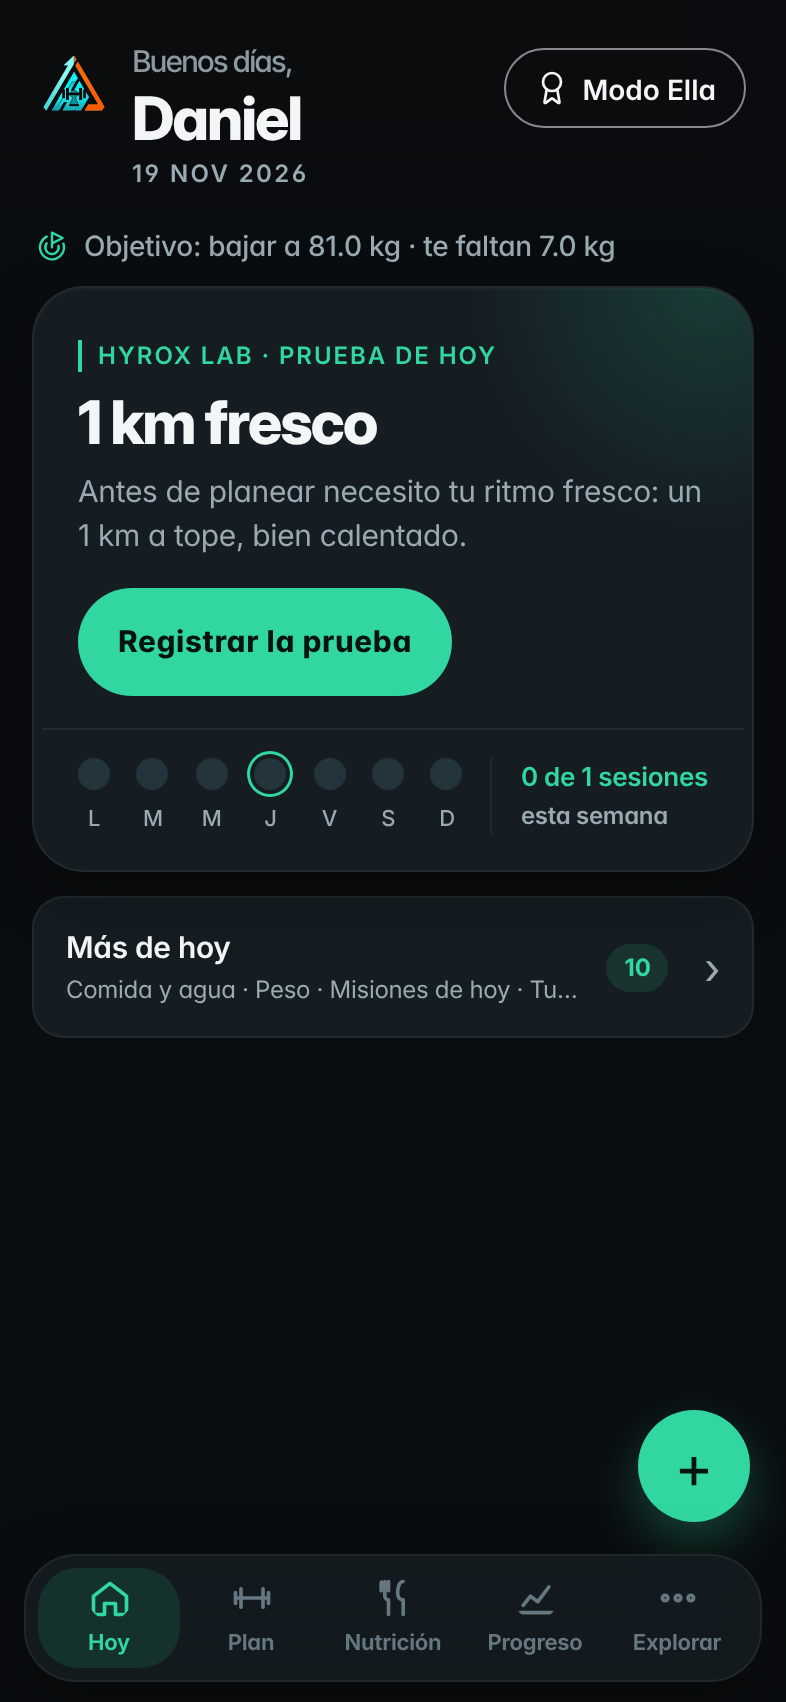 Buenos días,
Daniel
19 NOV 2026
Modo Ella
Objetivo: bajar a 81.0 kg · te faltan 7.0 kg
HYROX LAB · PRUEBA DE HOY
1 km fresco
Antes de planear necesito tu ritmo fresco: un
1 km a tope, bien calentado.
Registrar la prueba
L M M J V S D
0 de 1 sesiones
esta semana
Más de hoy
Comida y agua · Peso · Misiones de hoy · Tu...
10
Hoy Plan Nutrición Progreso Explorar